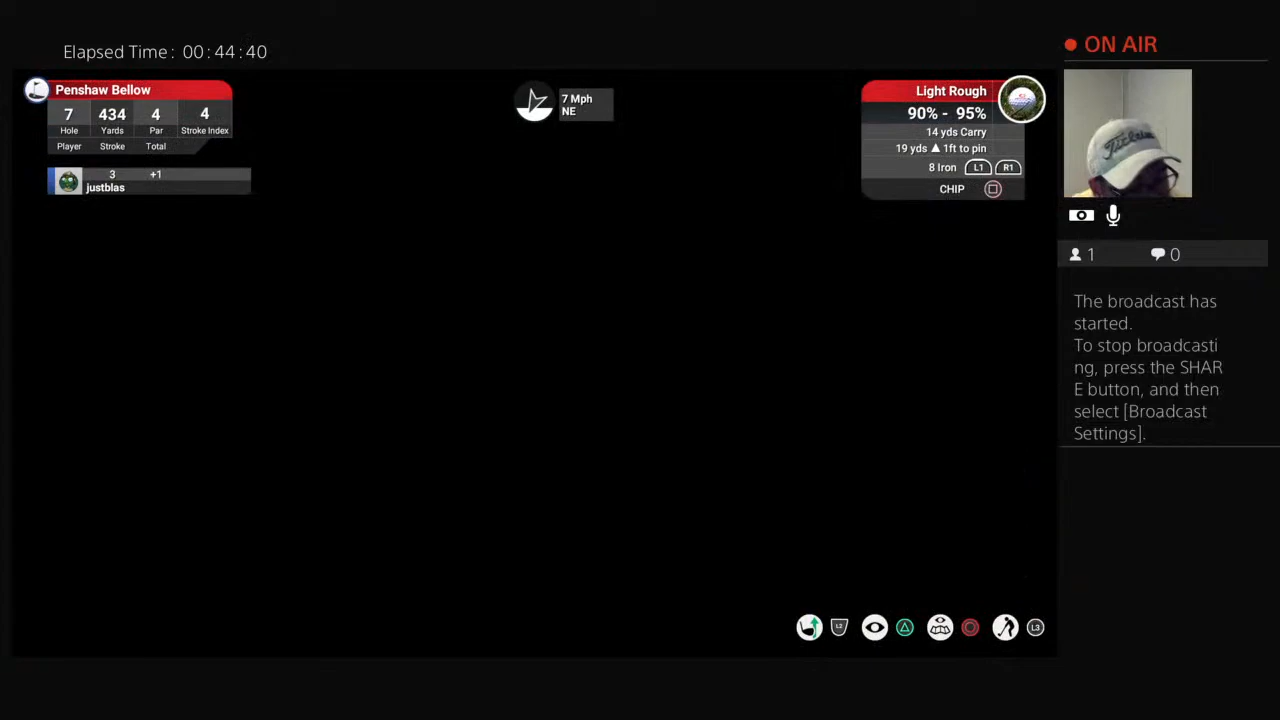 Elapsed Time: 00:44:40
ON AIR
Penshaw Bellow
7 434 4 4
Hole Yards Par Stroke Index
Player Stroke Total
3 +1
justblas
7 Mph
NE
Light Rough
90% - 95%
14 yds Carry
19 yds ▲ 1ft to pin
8 Iron L1 R1
CHIP
Titleist
1 0
The broadcast has
started.
To stop broadcasti
ng, press the SHAR
E button, and then
select [Broadcast
Settings].
L2 L3